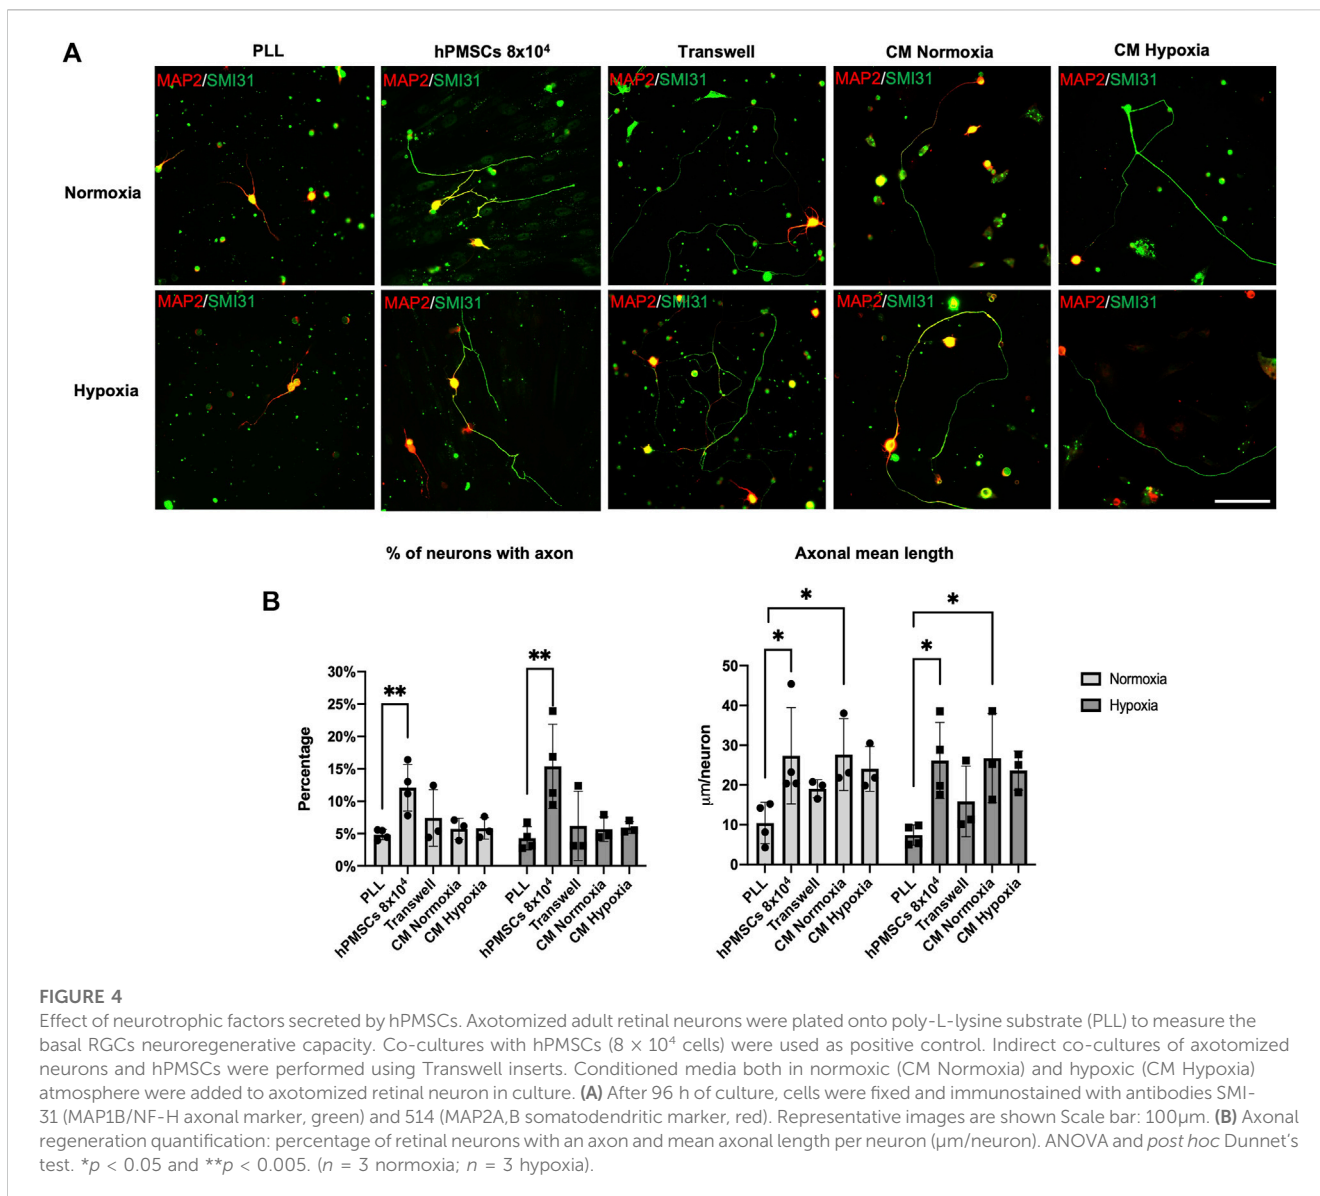 A
PLL
hPMSCs 8x10⁴
Transwell
CM Normoxia
CM Hypoxia
Normoxia
MAP2/SMI31
MAP2/SMI31
MAP2/SMI31
MAP2/SMI31
MAP2/SMI31
Hypoxia
MAP2/SMI31
MAP2/SMI31
MAP2/SMI31
MAP2/SMI31
MAP2/SMI31
B
% of neurons with axon
Percentage
30%
25%
20%
15%
10%
5%
0%
**
**
PLL
hPMSCs 8x10⁴
Transwell
CM Normoxia
CM Hypoxia
PLL
hPMSCs 8x10⁴
Transwell
CM Normoxia
CM Hypoxia
Axonal mean length
µm/neuron
50
40
30
20
10
0
*
*
*
*
PLL
hPMSCs 8x10⁴
Transwell
CM Normoxia
CM Hypoxia
PLL
hPMSCs 8x10⁴
Transwell
CM Normoxia
CM Hypoxia
Normoxia
Hypoxia
FIGURE 4
Effect of neurotrophic factors secreted by hPMSCs. Axotomized adult retinal neurons were plated onto poly-L-lysine substrate (PLL) to measure the
basal RGCs neuroregenerative capacity. Co-cultures with hPMSCs (8 × 10⁴ cells) were used as positive control. Indirect co-cultures of axotomized
neurons and hPMSCs were performed using Transwell inserts. Conditioned media both in normoxic (CM Normoxia) and hypoxic (CM Hypoxia)
atmosphere were added to axotomized retinal neuron in culture. (A) After 96 h of culture, cells were fixed and immunostained with antibodies SMI-
31 (MAP1B/NF-H axonal marker, green) and 514 (MAP2A,B somatodendritic marker, red). Representative images are shown Scale bar: 100µm. (B) Axonal
regeneration quantification: percentage of retinal neurons with an axon and mean axonal length per neuron (µm/neuron). ANOVA and post hoc Dunnet's
test. *p < 0.05 and **p < 0.005. (n = 3 normoxia; n = 3 hypoxia).